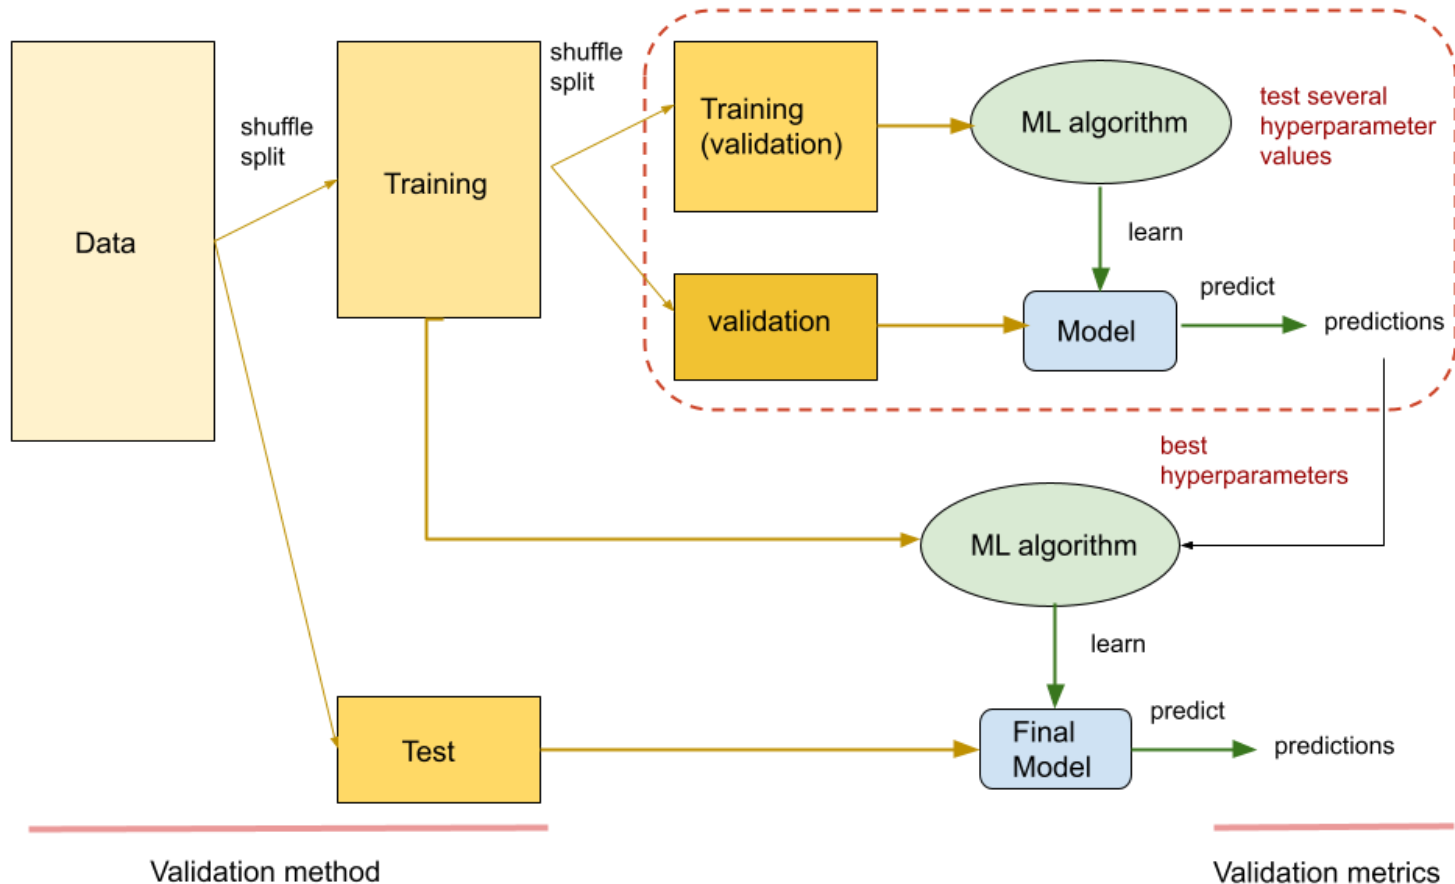 Data
shuffle
split
Training
shuffle
split
Training
(validation)
ML algorithm
test several
hyperparameter
values
learn
validation
Model
predict
predictions
best
hyperparameters
ML algorithm
learn
Test
Final
Model
predict
predictions
Validation method
Validation metrics